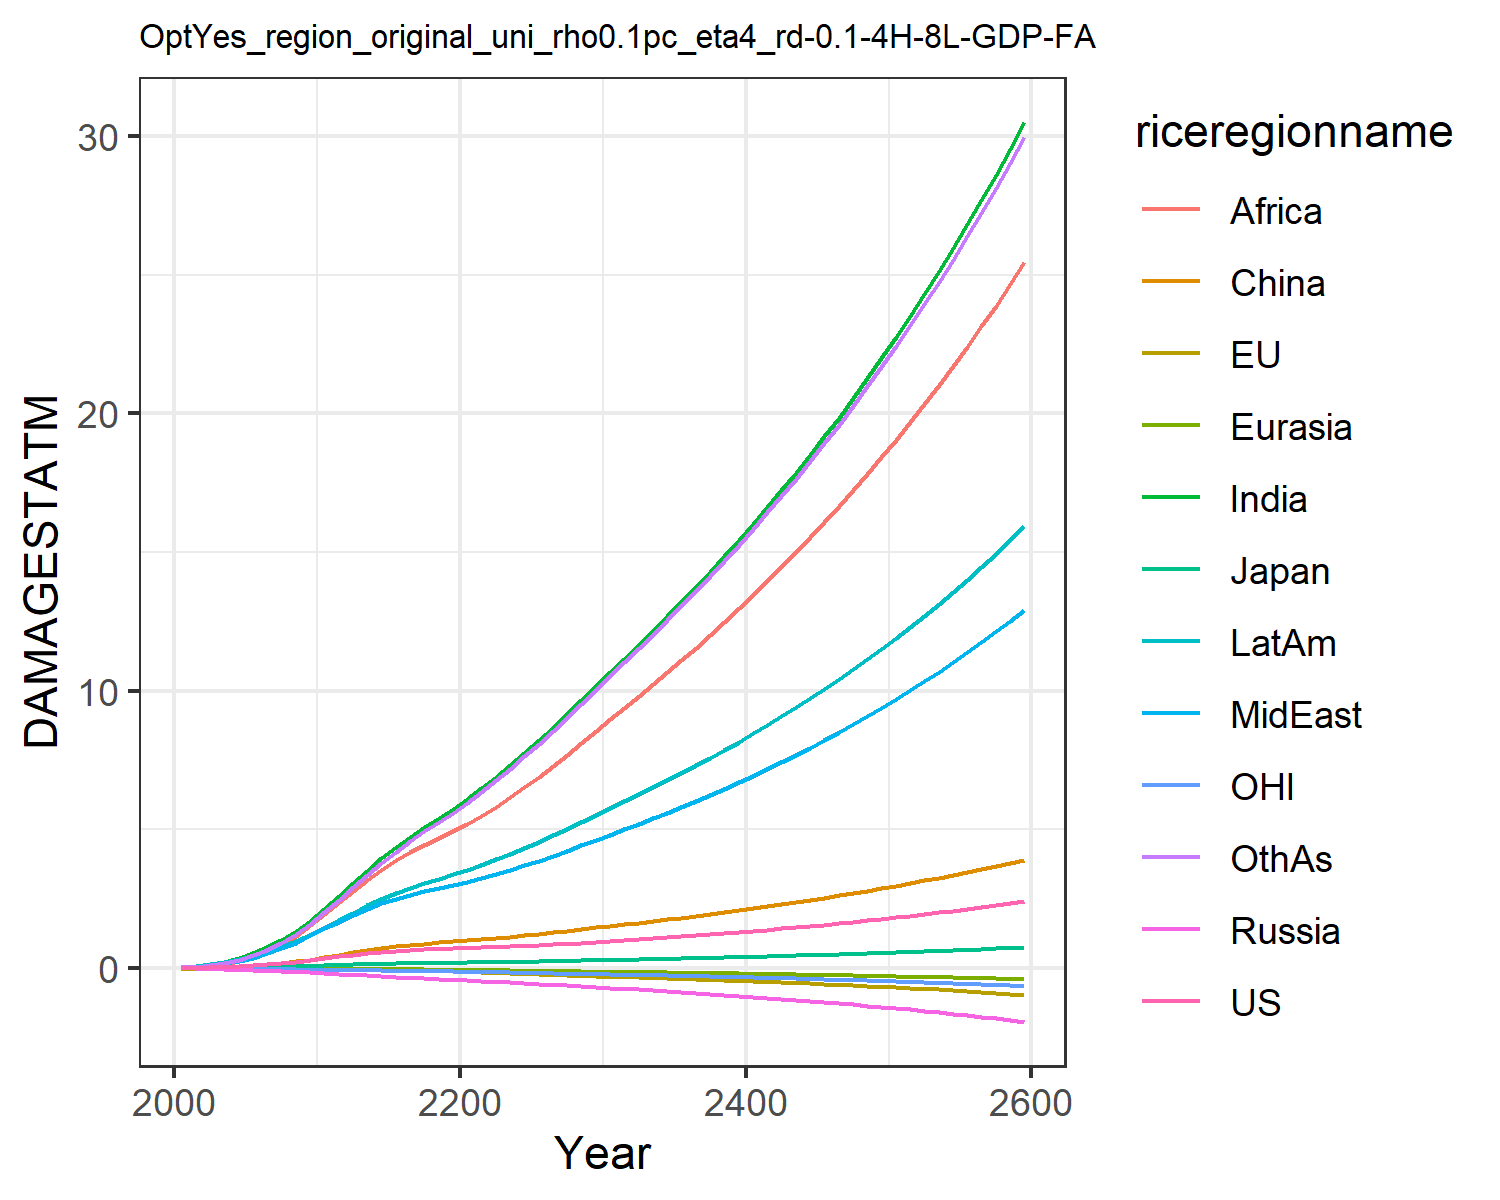 OptYes_region_original_uni_rho0.1pc_eta4_rd-0.1-4H-8L-GDP-FA
DAMAGESTATM
30
20
10
0
2000
2200
2400
2600
Year
riceregionname
Africa
China
EU
Eurasia
India
Japan
LatAm
MidEast
OHI
OthAs
Russia
US